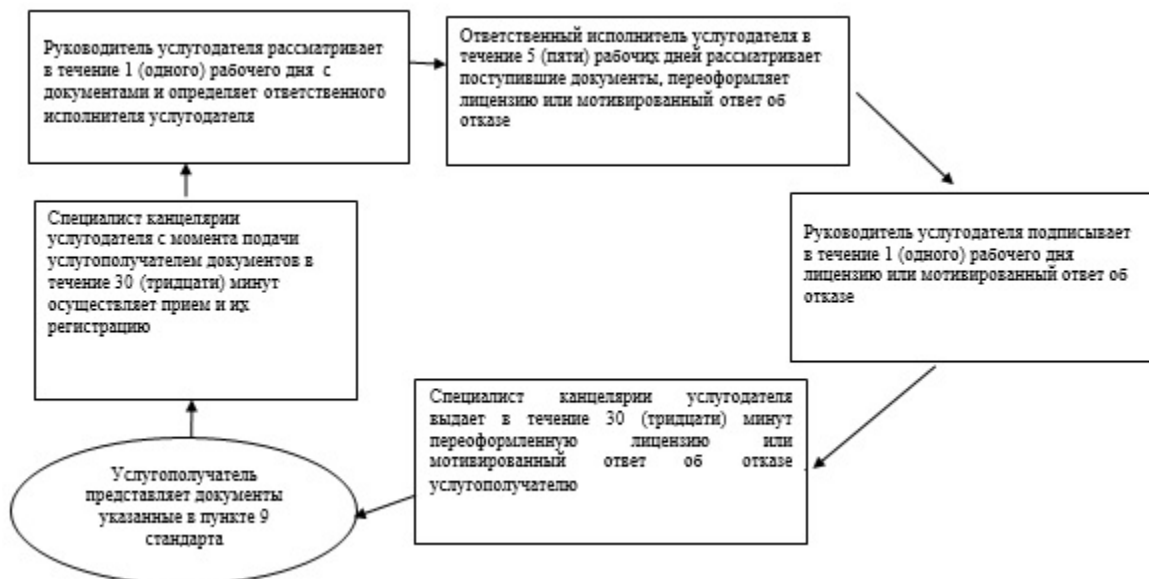 Руководитель услугодателя рассматривает
в течение 1 (одного) рабочего дня с
документами и определяет ответственного
исполнителя услугодателя
Ответственный исполнитель услугодателя в
течение 5 (пяти) рабочих дней рассматривает
поступившие документы, переоформляет
лицензию или мотивированный ответ об
отказе
Специалист канцелярии
услугодателя с момента подачи
услугополучателем документов в
течение 30 (тридцати) минут
осуществляет прием и их
регистрацию
Руководитель услугодателя подписывает
в течение 1 (одного) рабочего дня
лицензию или мотивированный ответ об
отказе
Специалист канцелярии услугодателя
выдает в течение 30 (тридцати) минут
переоформленную лицензию или
мотивированный ответ об отказе
услугополучателю
Услугополучатель
представляет документы
указанные в пункте 9
стандарта